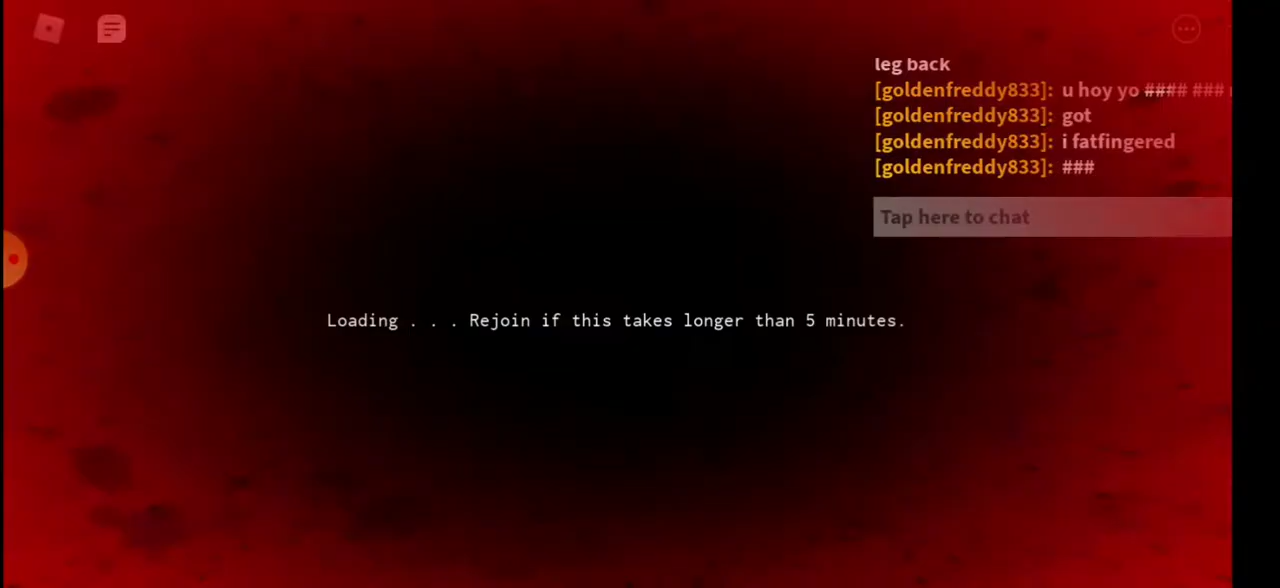 leg back
[goldenfreddy833]: u hoy yo #### ###
[goldenfreddy833]: got
[goldenfreddy833]: i fatfingered
[goldenfreddy833]: ###
Tap here to chat
Loading . . . Rejoin if this takes longer than 5 minutes.